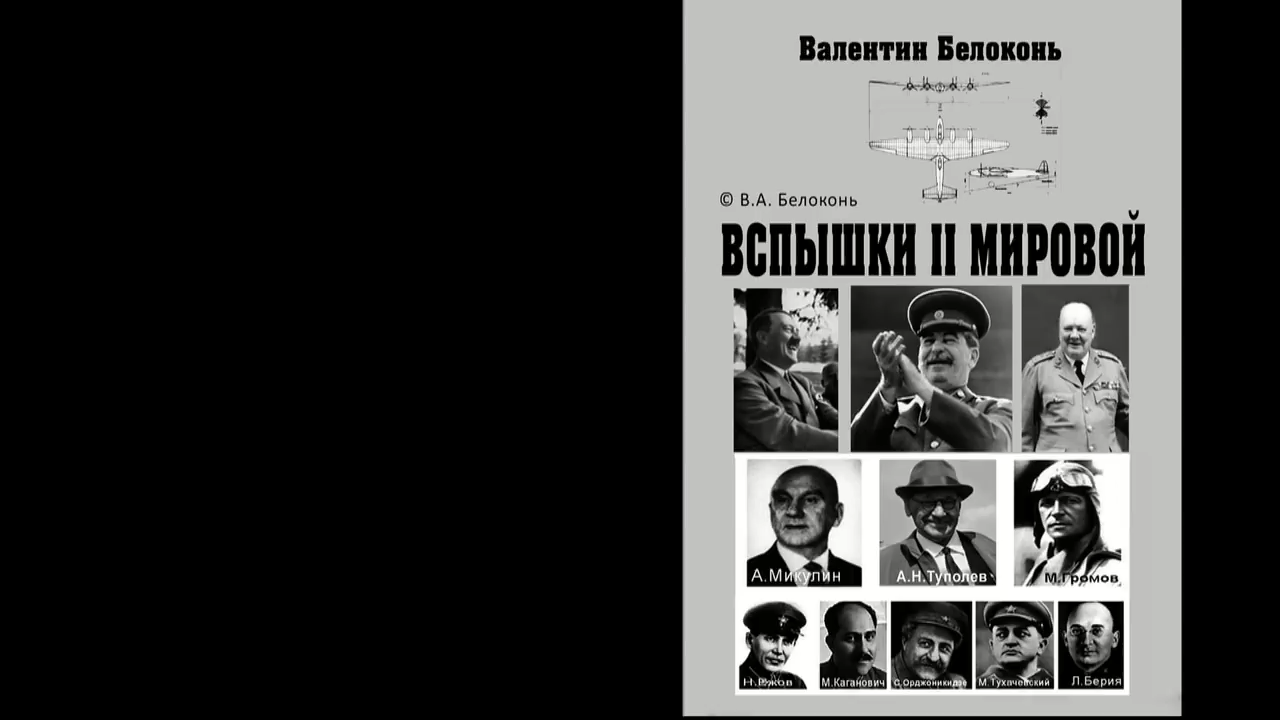 Валентин Белоконь
© В.А. Белоконь
ВСПЫШКИ II МИРОВОЙ
А.Микулин
А.Н.Туполев
М.Громов
Н.Ежов
М.Каганович
С.Орджоникидзе
М.Тухачевский
Л.Берия